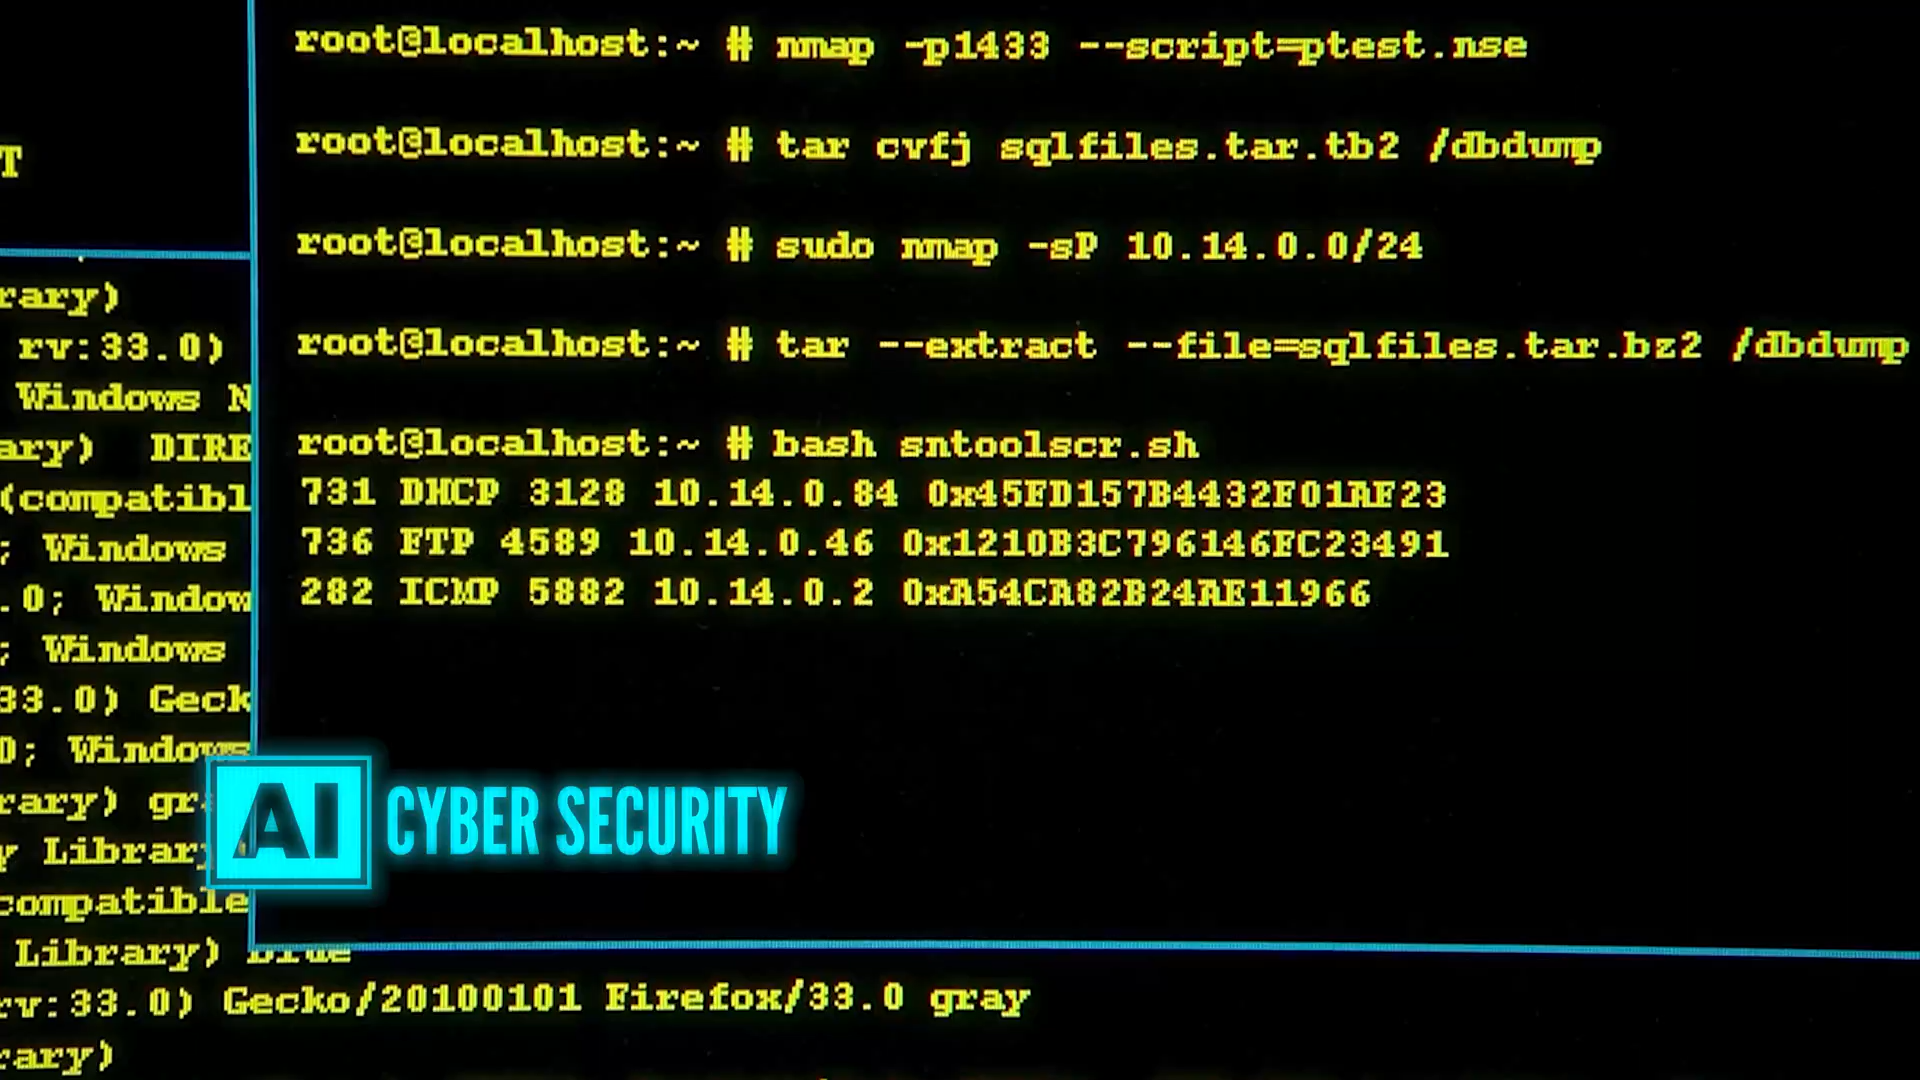 T
rary)
rv:33.0)
Windows N
ary) DIRE
(compatibl
; Windows
.0; Window
; Windows
33.0) Geck
0; Windows
rary) gr
y Library
compatible
Library) blue
rv:33.0) Gecko/20100101 Firefox/33.0 gray
rary)
root@localhost:~ # nmap -p1433 --script=ptest.nse
root@localhost:~ # tar cvfj sqlfiles.tar.tb2 /dbdump
root@localhost:~ # sudo nmap -sP 10.14.0.0/24
root@localhost:~ # tar --extract --file=sqlfiles.tar.bz2 /dbdump
root@localhost:~ # bash sntoolscr.sh
731 DHCP 3128 10.14.0.84 0x45FD157B4432F01AF23
736 FTP 4589 10.14.0.46 0x1210B3C796146FC23491
282 ICMP 5882 10.14.0.2 0xA54CA82B24AE11966
AI CYBER SECURITY